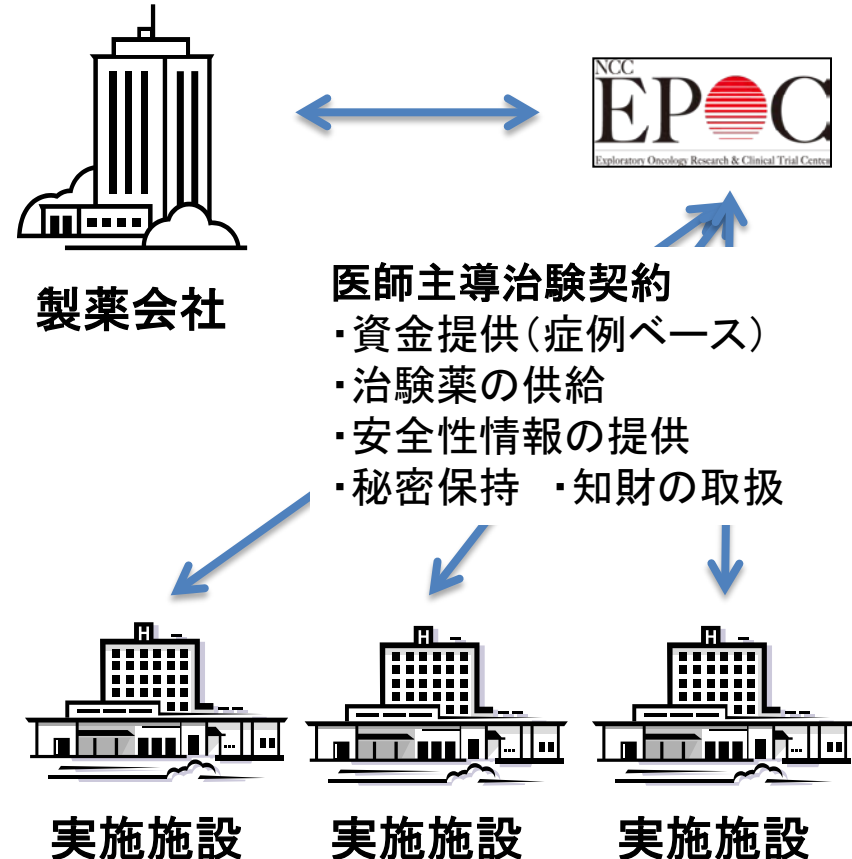 NCC
EPOC
Exploratory Oncology Research & Clinical Trial Center
製薬会社
医師主導治験契約
・資金提供（症例ベース）
・治験薬の供給
・安全性情報の提供
・秘密保持　・知財の取扱
H
H
H
実施施設
実施施設
実施施設